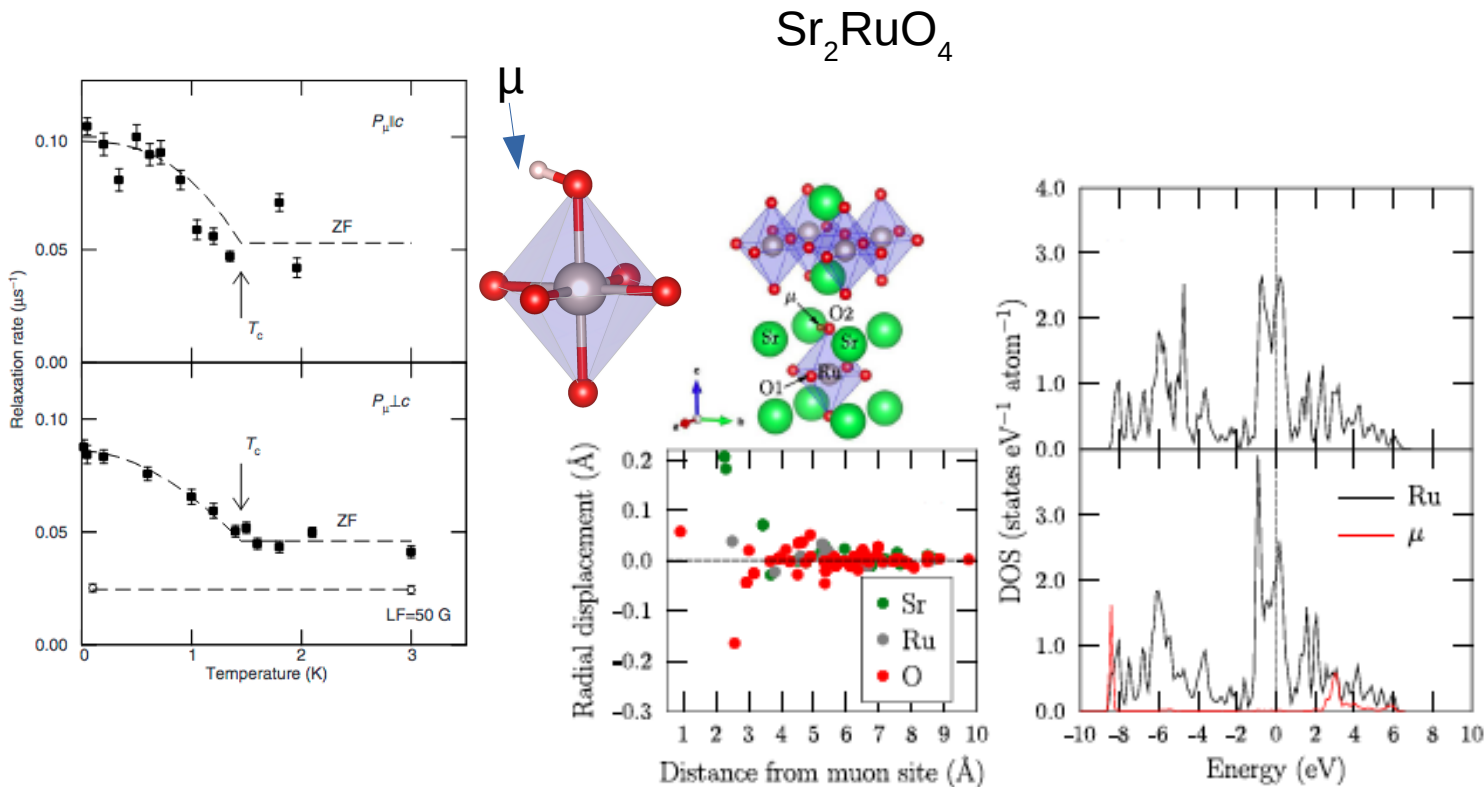 Sr2RuO4
Relaxation rate (µs⁻¹)
0.10
0.05
0.00
Pμ∥c
ZF
Tc
0.10
0.05
0.00
Pμ⊥c
Tc
ZF
LF=50 G
0 1 2 3
Temperature (K)
μ
μ
O2
Sr
Sr
Ru
O1
c
b
Radial displacement (Å)
0.2
0.1
0.0
−0.1
−0.2
−0.3
Sr
Ru
O
1 2 3 4 5 6 7 8 9 10
Distance from muon site (Å)
DOS (states eV⁻¹ atom⁻¹)
4.0
3.0
2.0
1.0
0.0
3.0
2.0
1.0
0.0
Ru
μ
−10 −8 −6 −4 −2 0 2 4 6 8 10
Energy (eV)